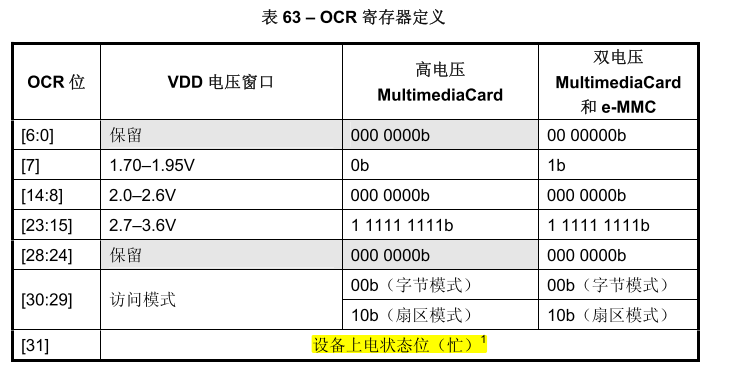 表 63 – OCR 寄存器定义
OCR 位 VDD 电压窗口 高电压 MultimediaCard 双电压 MultimediaCard 和 e-MMC
[6:0] 保留 000 0000b 00 00000b
[7] 1.70–1.95V 0b 1b
[14:8] 2.0–2.6V 000 0000b 000 0000b
[23:15] 2.7–3.6V 1 1111 1111b 1 1111 1111b
[28:24] 保留 000 0000b 000 0000b
[30:29] 访问模式 00b（字节模式） 00b（字节模式）
10b（扇区模式） 10b（扇区模式）
[31] 设备上电状态位（忙）1